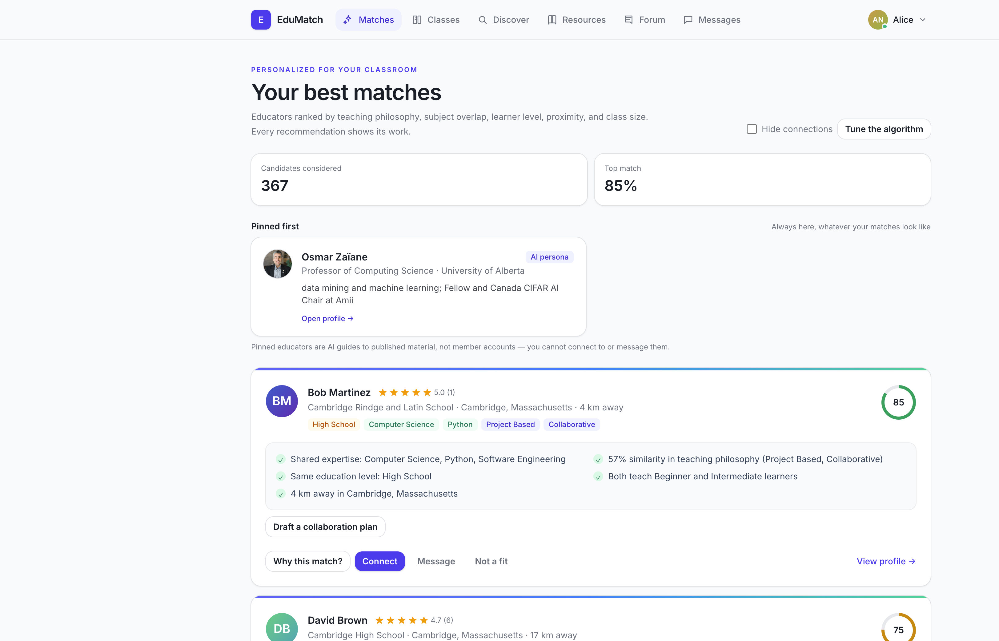 E EduMatch Matches Classes Discover Resources Forum Messages AN Alice
PERSONALIZED FOR YOUR CLASSROOM
Your best matches
Educators ranked by teaching philosophy, subject overlap, learner level, proximity, and class size.
Every recommendation shows its work.
Hide connections Tune the algorithm
Candidates considered
367
Top match
85%
Pinned first
Always here, whatever your matches look like
Osmar Zaïane
AI persona
Professor of Computing Science · University of Alberta
data mining and machine learning; Fellow and Canada CIFAR AI
Chair at Amii
Open profile →
Pinned educators are AI guides to published material, not member accounts — you cannot connect to or message them.
BM
Bob Martinez 5.0 (1)
Cambridge Rindge and Latin School · Cambridge, Massachusetts · 4 km away
High School Computer Science Python Project Based Collaborative
85
Shared expertise: Computer Science, Python, Software Engineering
57% similarity in teaching philosophy (Project Based, Collaborative)
Same education level: High School
Both teach Beginner and Intermediate learners
4 km away in Cambridge, Massachusetts
Draft a collaboration plan
Why this match? Connect Message Not a fit View profile →
DB
David Brown 4.7 (6)
Cambridge High School · Cambridge, Massachusetts · 17 km away
75